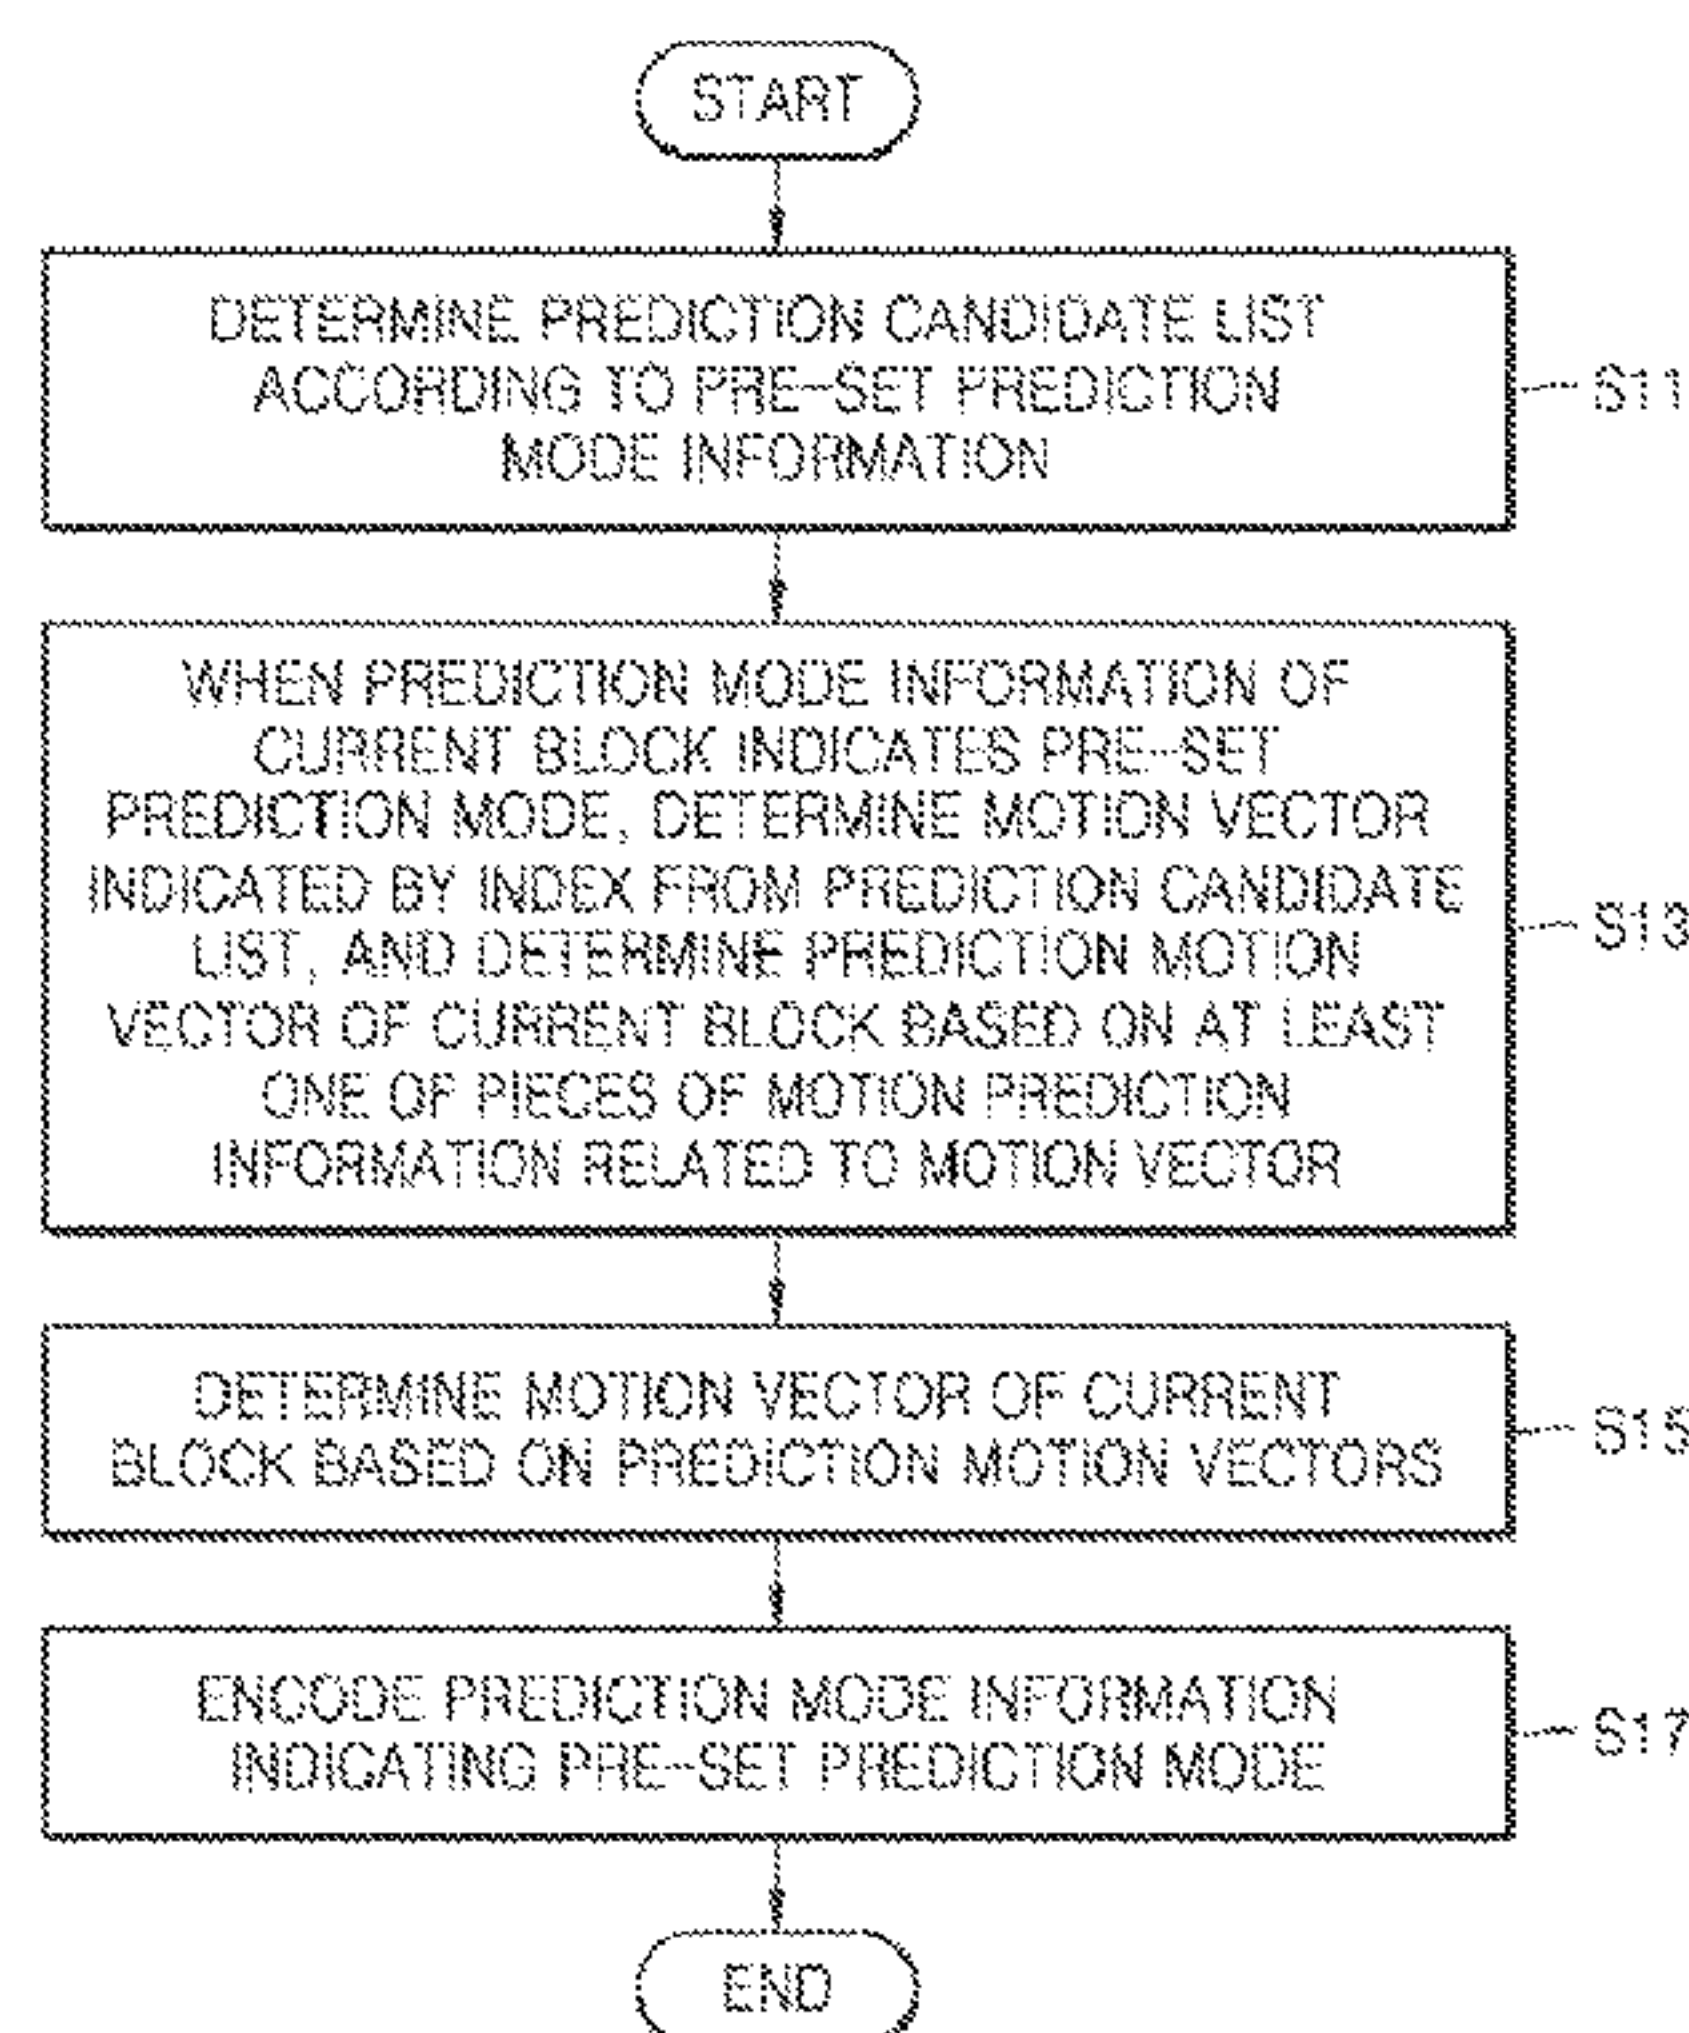 START
DETERMINE PREDICTION CANDIDATE LIST
ACCORDING TO PRE-SET PREDICTION
MODE INFORMATION
S11
WHEN PREDICTION MODE INFORMATION OF
CURRENT BLOCK INDICATES PRE-SET
PREDICTION MODE, DETERMINE MOTION VECTOR
INDICATED BY INDEX FROM PREDICTION CANDIDATE
LIST, AND DETERMINE PREDICTION MOTION
VECTOR OF CURRENT BLOCK BASED ON AT LEAST
ONE OF PIECES OF MOTION PREDICTION
INFORMATION RELATED TO MOTION VECTOR
S13
DETERMINE MOTION VECTOR OF CURRENT
BLOCK BASED ON PREDICTION MOTION VECTORS
S15
ENCODE PREDICTION MODE INFORMATION
INDICATING PRE-SET PREDICTION MODE
S17
END